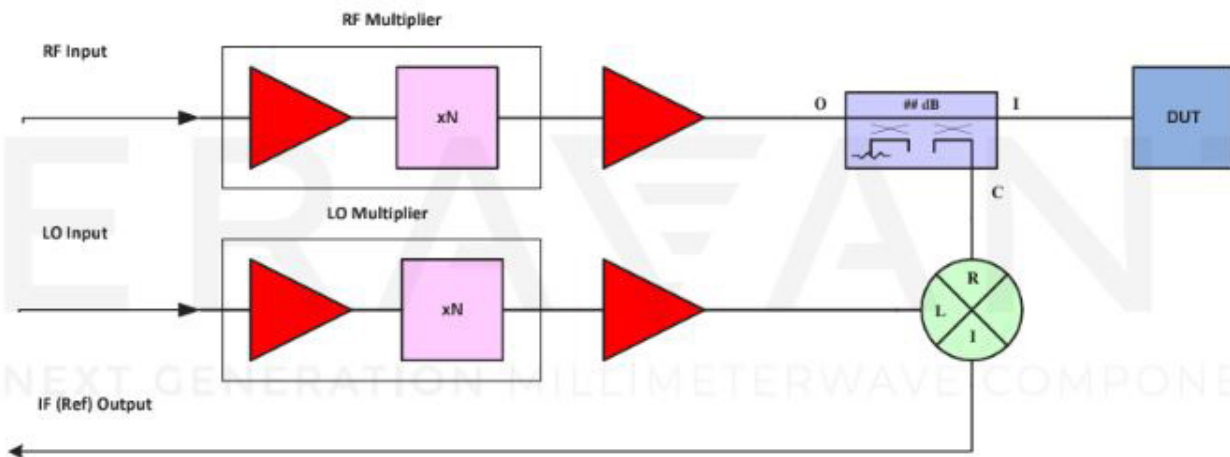 RF Multiplier
RF Input
xN
O
## dB
I
DUT
C
ERAVANT
LO Multiplier
LO Input
xN
R
L
I
NEXT GENERATION MILLIMETERWAVE COMPONE
IF (Ref) Output